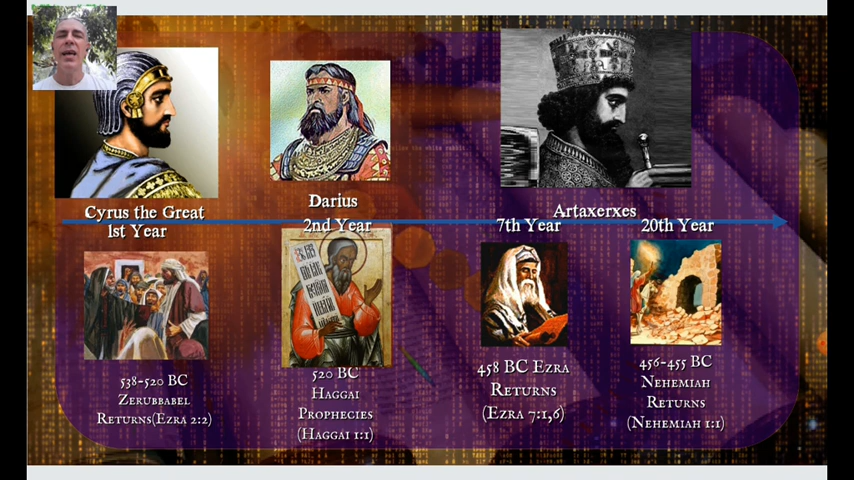 Cyrus the Great
1st Year
Darius
2nd Year
Artaxerxes
7th Year
20th Year
538-520 BC
Zerubbabel
Returns(Ezra 2:2)
520 BC
Haggai
Prophecies
(Haggai 1:1)
458 BC Ezra
Returns
(Ezra 7:1,6)
456-455 BC
Nehemiah
Returns
(Nehemiah 1:1)